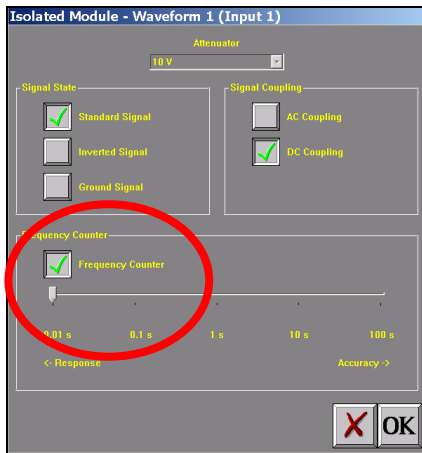 Isolated Module - Waveform 1 (Input 1)
Attenuator
10 V
Signal State
Signal Coupling
Standard Signal
AC Coupling
Inverted Signal
DC Coupling
Ground Signal
Frequency Counter
Frequency Counter
0.01 s 0.1 s 1 s 10 s 100 s
<- Response Accuracy ->
OK